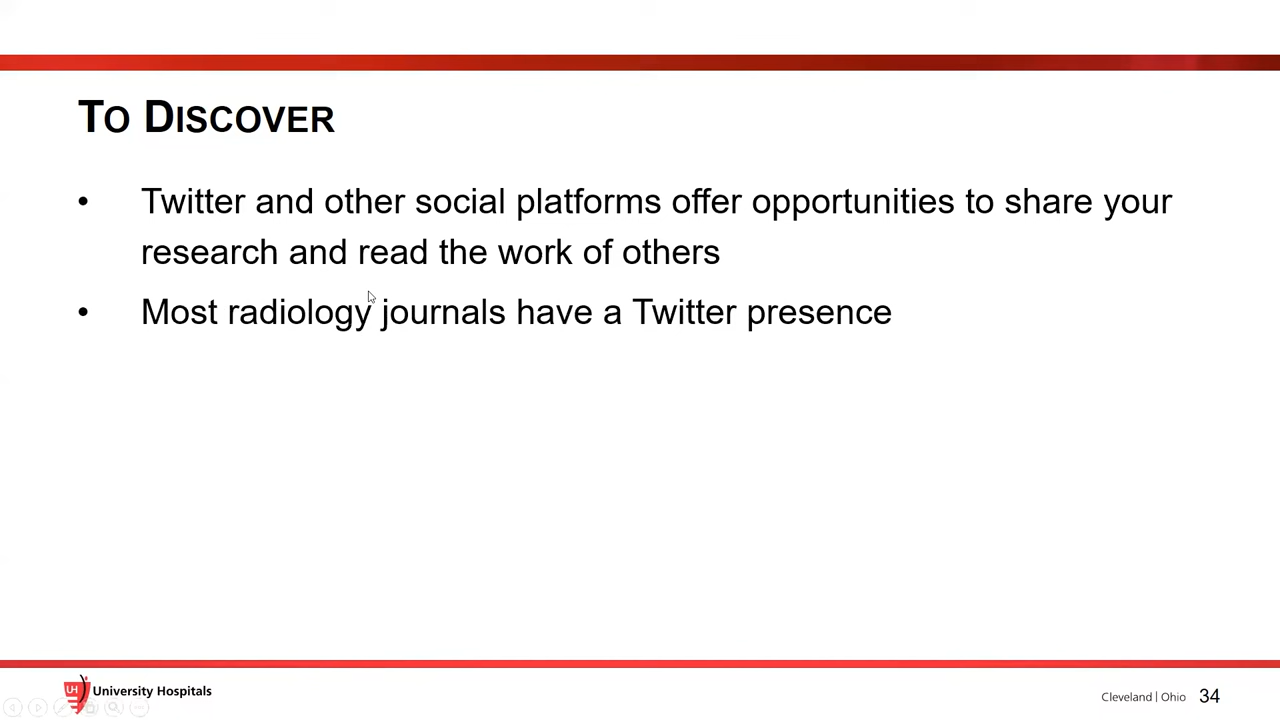 TO DISCOVER
• Twitter and other social platforms offer opportunities to share your
research and read the work of others
• Most radiology journals have a Twitter presence
UH University Hospitals
Cleveland | Ohio 34